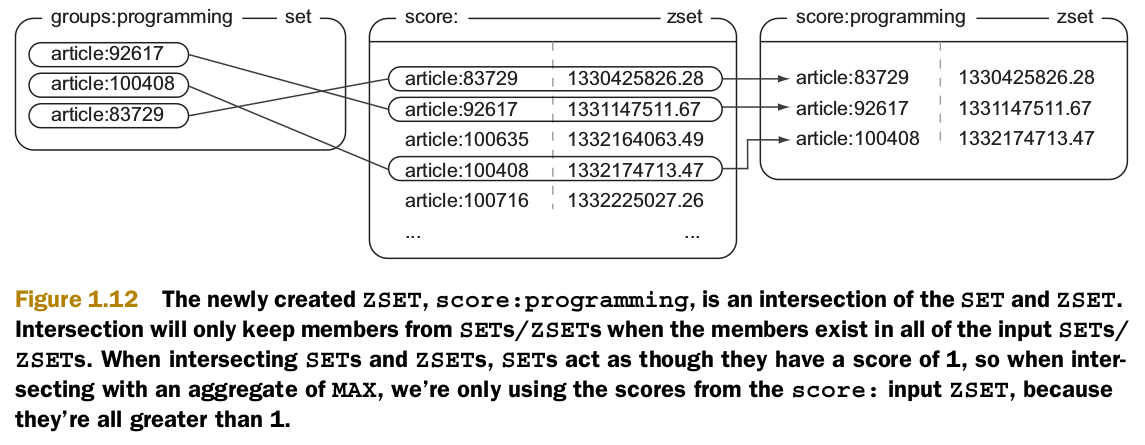 groups:programming set
article:92617
article:100408
article:83729
score: zset
article:83729 1330425826.28
article:92617 1331147511.67
article:100635 1332164063.49
article:100408 1332174713.47
article:100716 1332225027.26
... ...
score:programming zset
article:83729 1330425826.28
article:92617 1331147511.67
article:100408 1332174713.47
Figure 1.12 The newly created ZSET, score:programming, is an intersection of the SET and ZSET.
Intersection will only keep members from SETs/ZSETs when the members exist in all of the input SETs/
ZSETs. When intersecting SETs and ZSETs, SETs act as though they have a score of 1, so when inter-
secting with an aggregate of MAX, we're only using the scores from the score: input ZSET, because
they're all greater than 1.